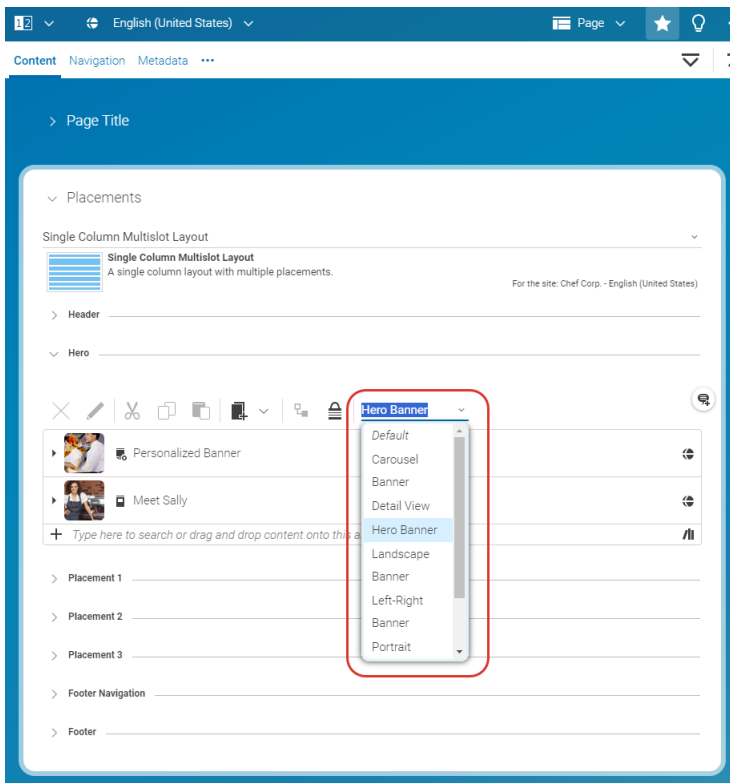 12 English (United States) Page
Content Navigation Metadata ...
Page Title
Placements
Single Column Multislot Layout
Single Column Multislot Layout
A single column layout with multiple placements.
For the site: Chef Corp. - English (United States)
Header
Hero
Hero Banner
Default
Carousel
Banner
Detail View
Hero Banner
Landscape
Banner
Left-Right
Banner
Portrait
Personalized Banner
Meet Sally
Type here to search or drag and drop content onto this a
Placement 1
Placement 2
Placement 3
Footer Navigation
Footer